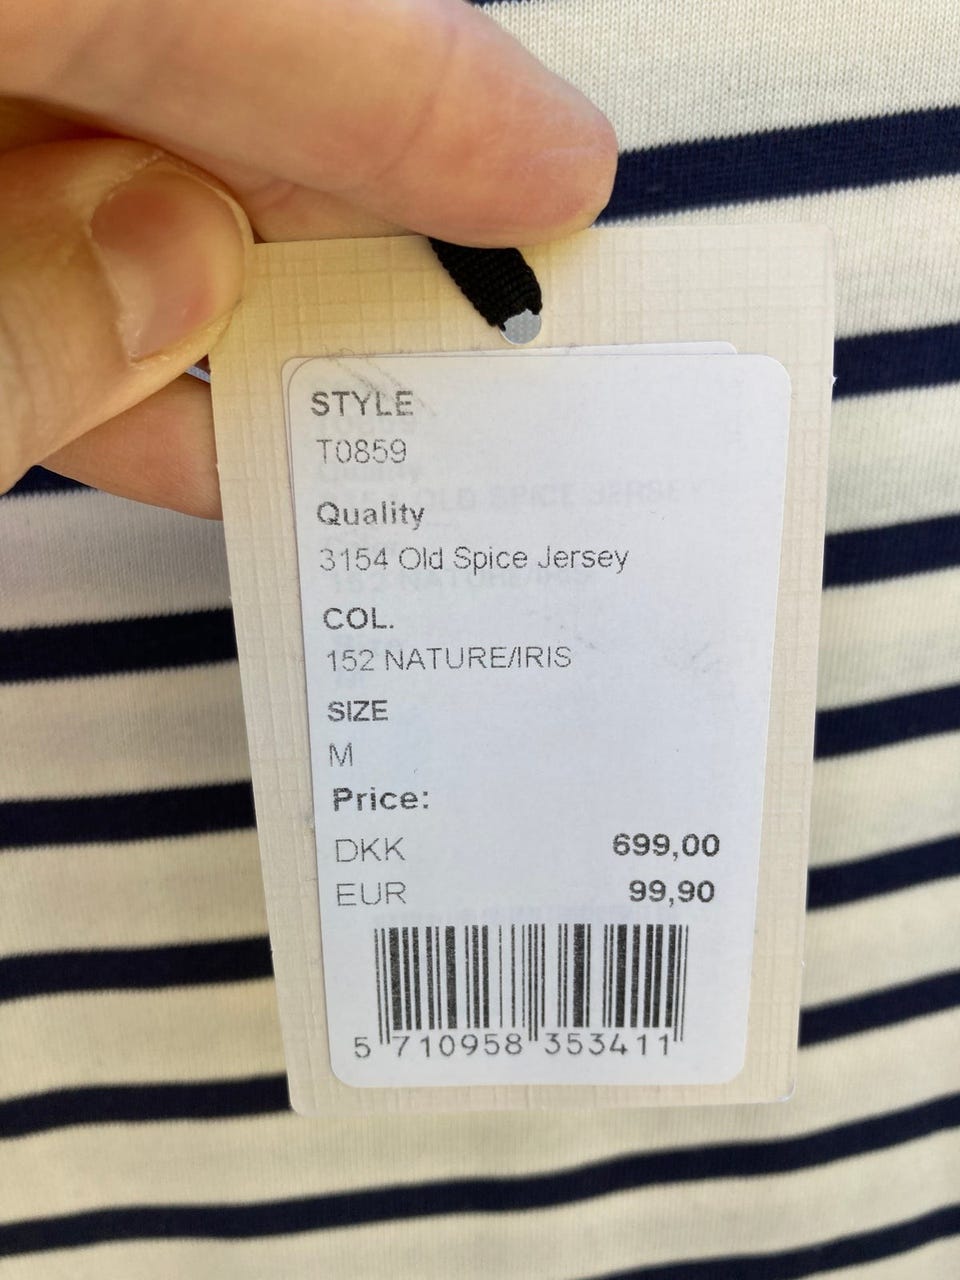 STYLE
T0859
Quality
3154 Old Spice Jersey
COL.
152 NATURE/IRIS
SIZE
M
Price:
DKK 699,00
EUR 99,90
5 710958 353411